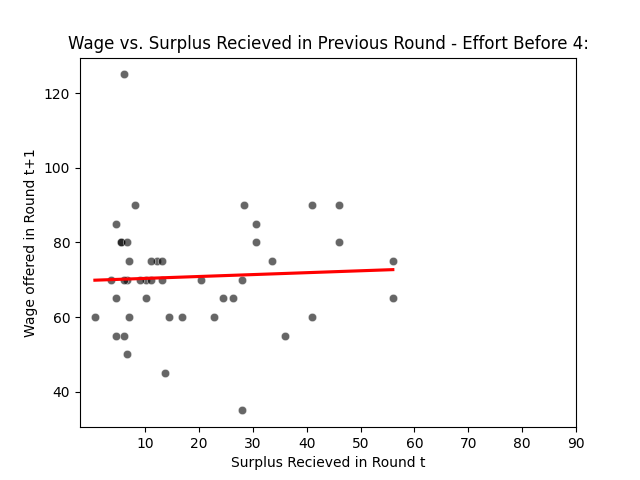 Wage vs. Surplus Recieved in Previous Round - Effort Before 4:
120
100
80
60
40
Wage offered in Round t+1
10 20 30 40 50 60 70 80 90
Surplus Recieved in Round t